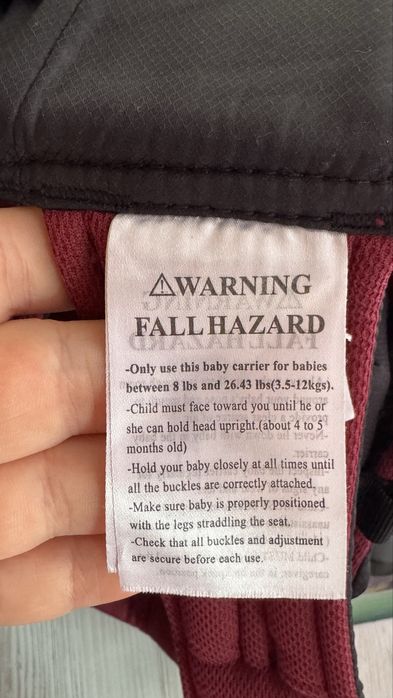 ⚠WARNING
FALL HAZARD
-Only use this baby carrier for babies
between 8 lbs and 26.43 lbs(3.5-12kgs).
-Child must face toward you until he or
she can hold head upright.(about 4 to 5
months old)
-Hold your baby closely at all times until
all the buckles are correctly attached.
-Make sure baby is properly positioned
with the legs straddling the seat.
-Check that all buckles and adjustment
are secure before each use.